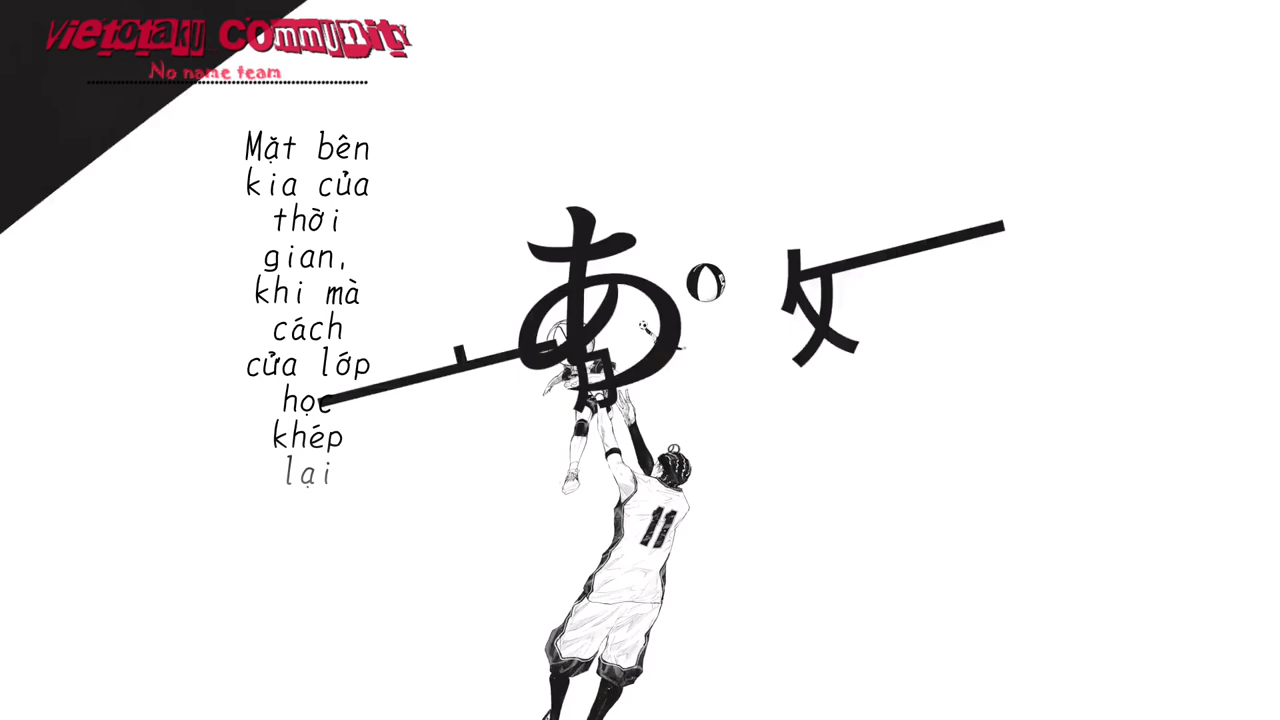 Vietotaku Community
No name team
Mặt bên
kia của
thời
gian,
khi mà
cách
cửa lớp
học
khép
lại
あ
11